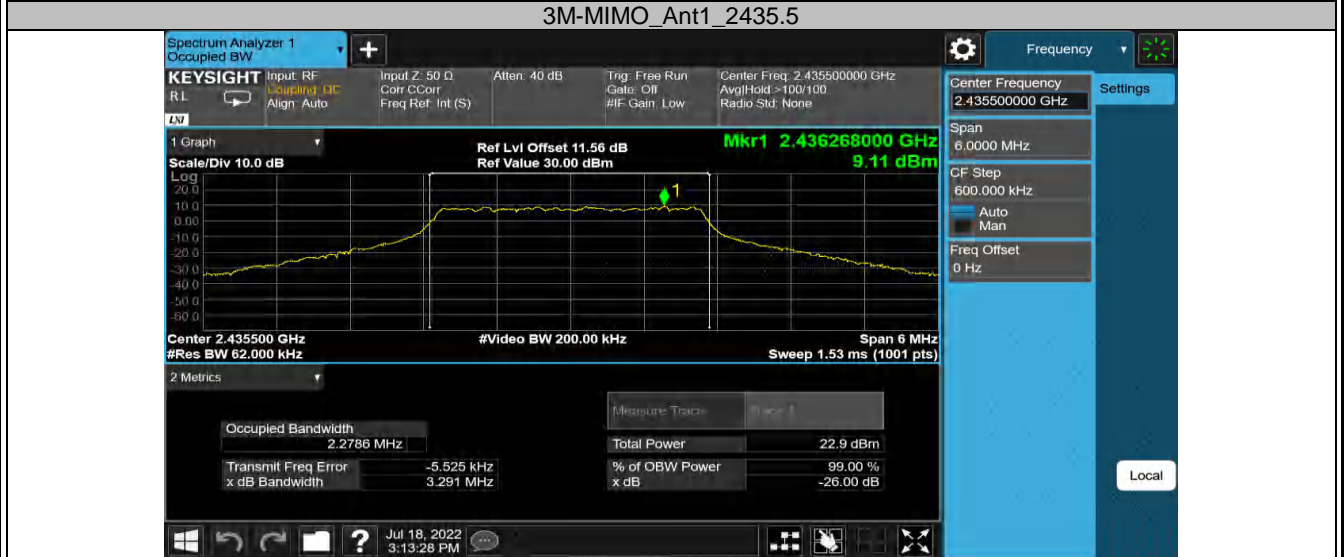 3M-MIMO_Ant1_2435.5
Spectrum Analyzer 1
Occupied BW
+
Frequency
KEYSIGHT
RL
LXI
Input: RF
Coupling: DC
Align: Auto
Input Z: 50 Ω
Corr CCorr
Freq Ref: Int (S)
Atten: 40 dB
Trig: Free Run
Gate: Off
#IF Gain: Low
Center Freq: 2.435500000 GHz
Avg|Hold:>100/100
Radio Std: None
Center Frequency
2.435500000 GHz
Settings
Span
6.0000 MHz
CF Step
600.000 kHz
Auto
Man
Freq Offset
0 Hz
Local
1 Graph
Scale/Div 10.0 dB
Ref Lvl Offset 11.56 dB
Ref Value 30.00 dBm
Mkr1 2.436268000 GHz
9.11 dBm
Log
20.0
10.0
0.00
-10.0
-20.0
-30.0
-40.0
-50.0
-60.0
1
Center 2.435500 GHz
#Video BW 200.00 kHz
Span 6 MHz
#Res BW 62.000 kHz
Sweep 1.53 ms (1001 pts)
2 Metrics
Measure Trace
Trace 1
Occupied Bandwidth
2.2786 MHz
Total Power
22.9 dBm
Transmit Freq Error
-5.525 kHz
% of OBW Power
99.00 %
x dB Bandwidth
3.291 MHz
x dB
-26.00 dB
?
Jul 18, 2022
3:13:28 PM